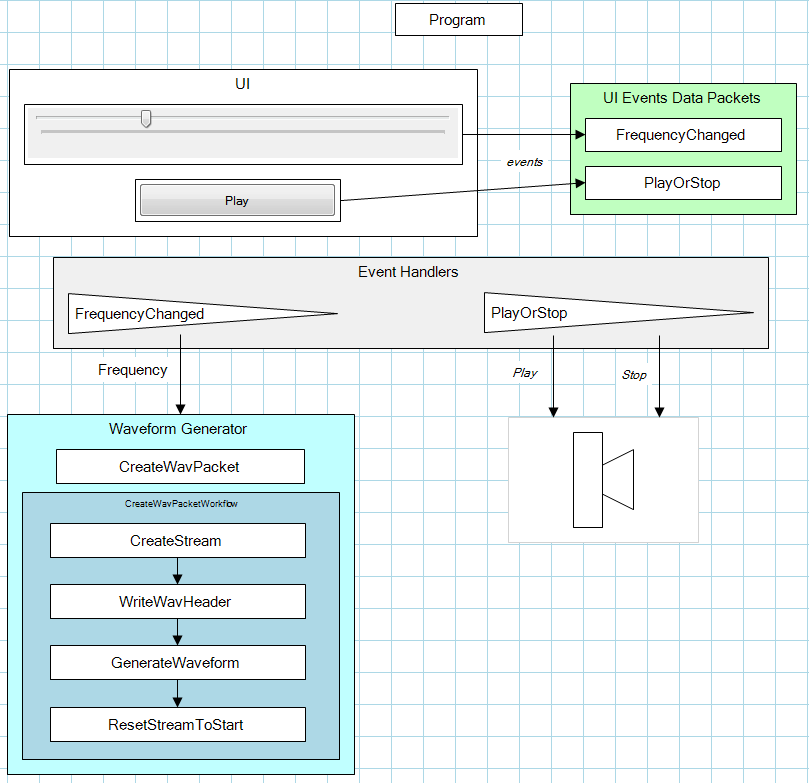 Program
UI
Play
UI Events Data Packets
FrequencyChanged
events
PlayOrStop
Event Handlers
FrequencyChanged
PlayOrStop
Frequency
Play
Stop
Waveform Generator
CreateWavPacket
CreateWavPacketWorkflow
CreateStream
WriteWavHeader
GenerateWaveform
ResetStreamToStart